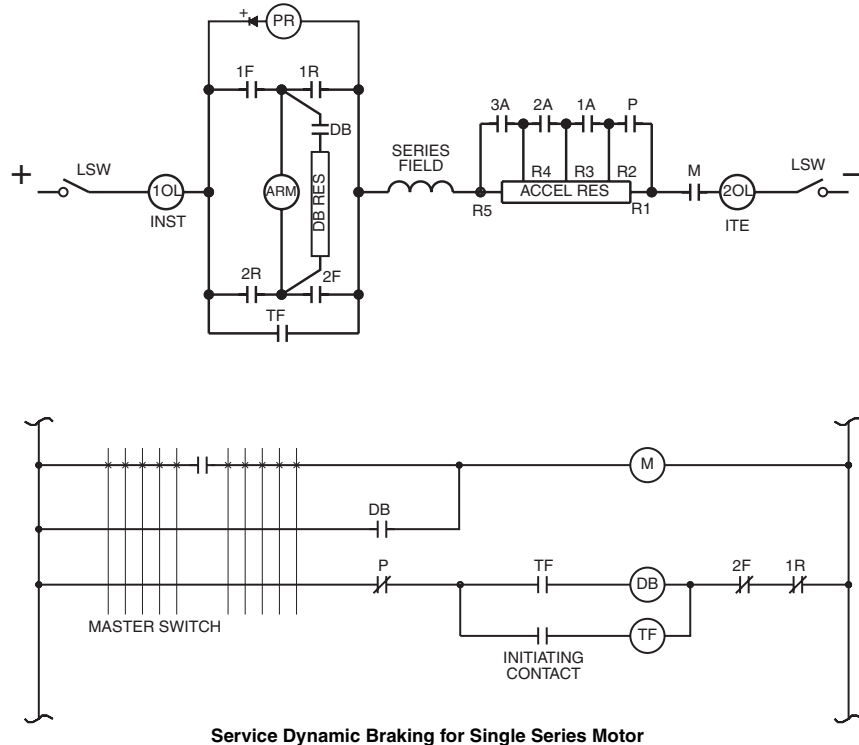 + PR
1F 1R
DB
3A 2A 1A P
SERIES
FIELD
+ LSW 1OL ARM DB RES R4 R3 R2 M LSW −
ACCEL RES 2OL
INST R5 R1 ITE
2R 2F
TF
M
DB
P TF DB 2F 1R
MASTER SWITCH TF
INITIATING
CONTACT
Service Dynamic Braking for Single Series Motor